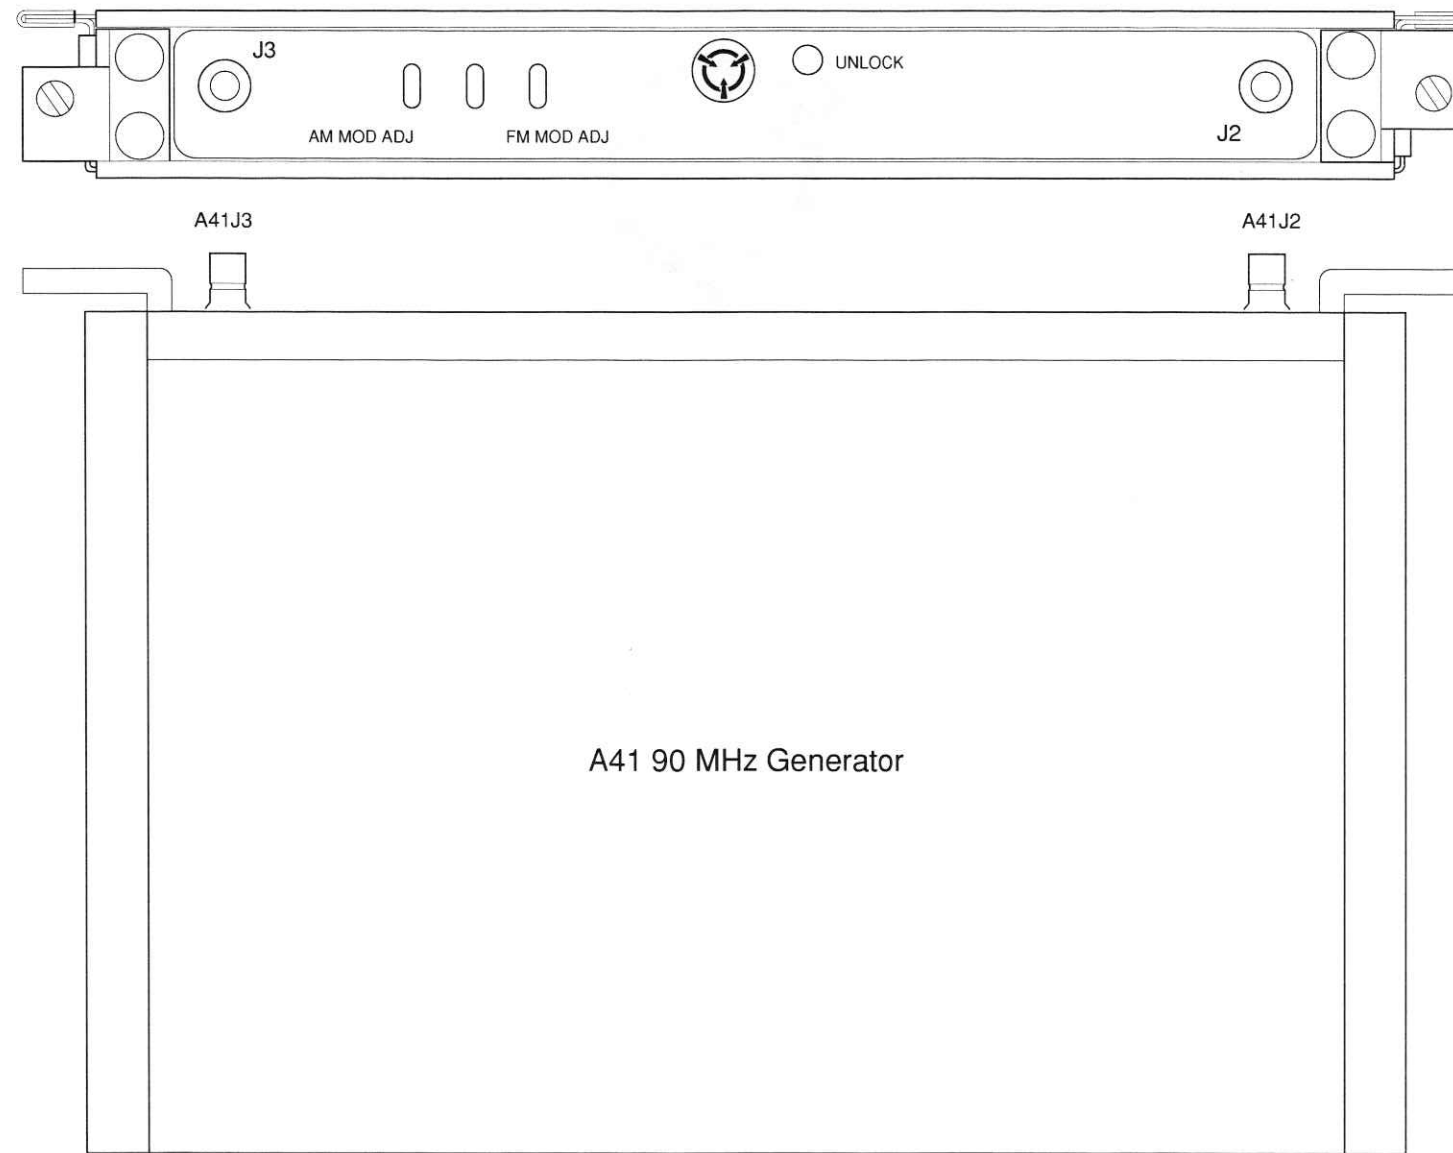 J3
UNLOCK
AM MOD ADJ
FM MOD ADJ
J2
A41J3
A41J2
A41 90 MHz Generator